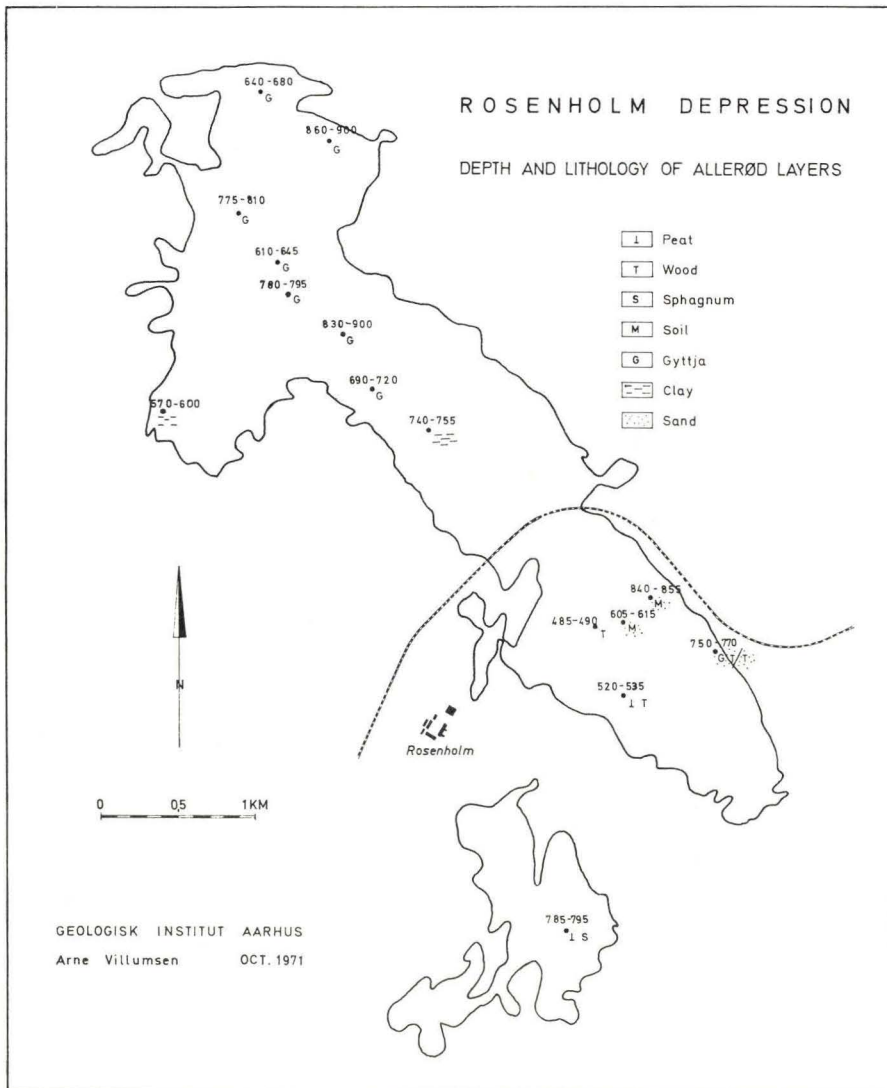 ROSENHOLM DEPRESSION
DEPTH AND LITHOLOGY OF ALLERØD LAYERS
640-680
G
860-900
G
775-810
G
610-645
G
780-795
G
830-900
G
690-720
G
570-600
740-755
⊥ Peat
T Wood
S Sphagnum
M Soil
G Gyttja
Clay
Sand
840-855
M
605-615
M
485-490
T
750-770
G T T
520-535
⊥ T
N
Rosenholm
0 0,5 1KM
785-795
⊥ S
GEOLOGISK INSTITUT AARHUS
Arne Villumsen OCT. 1971